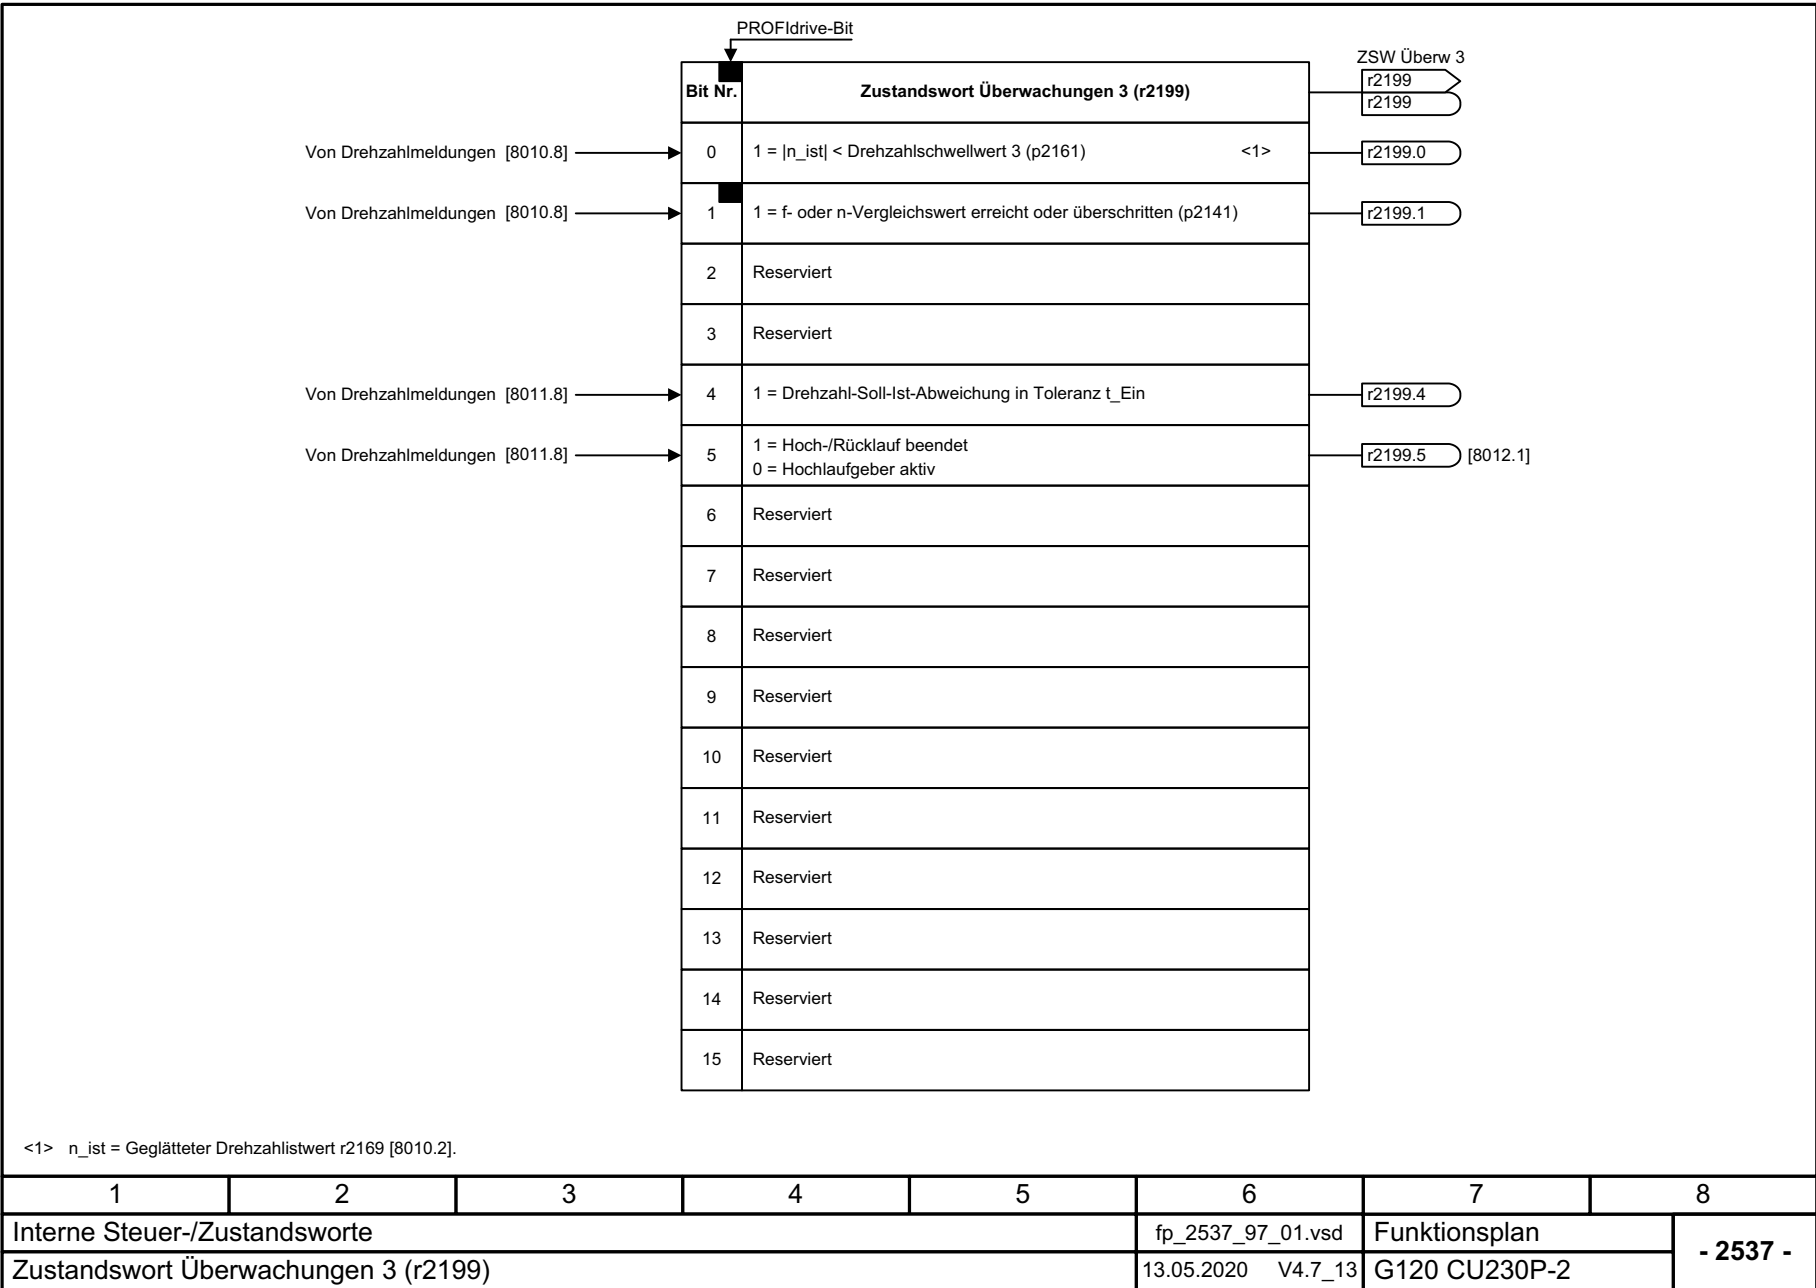 PROFIdrive-Bit
ZSW Überw 3
Bit Nr. Zustandswort Überwachungen 3 (r2199) r2199
r2199
Von Drehzahlmeldungen [8010.8] 0 1 = |n_ist| < Drehzahlschwellwert 3 (p2161) <1> r2199.0
Von Drehzahlmeldungen [8010.8] 1 1 = f- oder n-Vergleichswert erreicht oder überschritten (p2141) r2199.1
2 Reserviert
3 Reserviert
Von Drehzahlmeldungen [8011.8] 4 1 = Drehzahl-Soll-Ist-Abweichung in Toleranz t_Ein r2199.4
Von Drehzahlmeldungen [8011.8] 5 1 = Hoch-/Rücklauf beendet r2199.5 [8012.1]
0 = Hochlaufgeber aktiv
6 Reserviert
7 Reserviert
8 Reserviert
9 Reserviert
10 Reserviert
11 Reserviert
12 Reserviert
13 Reserviert
14 Reserviert
15 Reserviert
<1> n_ist = Geglätteter Drehzahlistwert r2169 [8010.2].
1 2 3 4 5 6 7 8
Interne Steuer-/Zustandsworte fp_2537_97_01.vsd Funktionsplan - 2537 -
Zustandswort Überwachungen 3 (r2199) 13.05.2020 V4.7_13 G120 CU230P-2